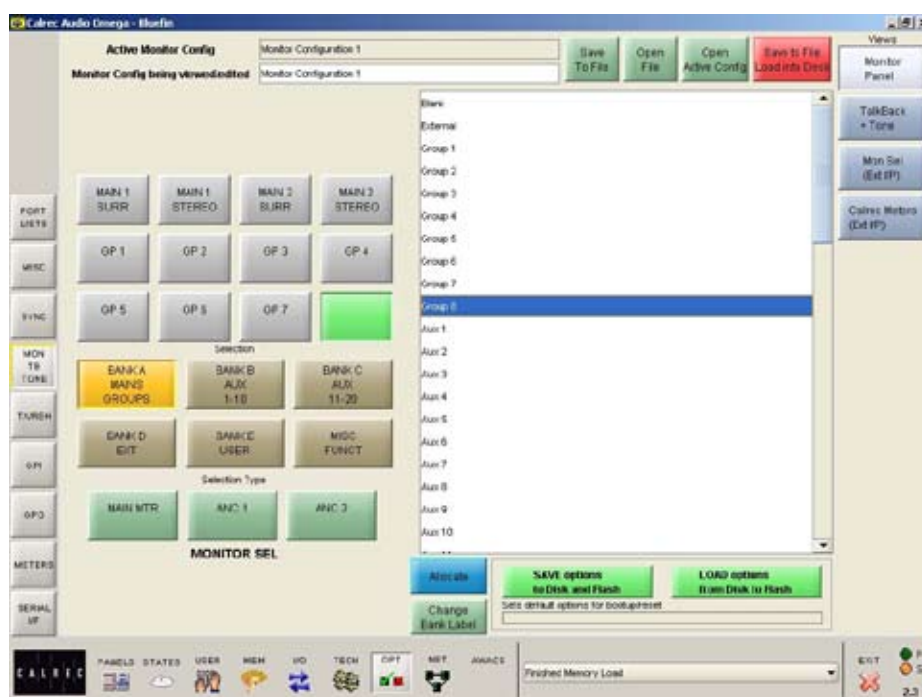 Calrec Audio Omega - Bluefin
Active Monitor Config
Monitor Configuration 1
Save To File
Open File
Open Active Config
Save to File Load into Desk
Views
Monitor Panel
Monitor Config being viewed/edited
Monitor Configuration 1
Blank
External
Group 1
Group 2
Group 3
Group 4
Group 5
Group 6
Group 7
Group 8
Aux 1
Aux 2
Aux 3
Aux 4
Aux 5
Aux 6
Aux 7
Aux 8
Aux 9
Aux 10
TalkBack + Tone
Mon Sel (Ext I/P)
Calrec Meters (Ext I/P)
PORT LISTS
MISC
SYNC
MON TB TONE
TX/REH
GPI
GPO
METERS
SERIAL I/F
MAIN 1 SURR
MAIN 1 STEREO
MAIN 2 SURR
MAIN 2 STEREO
GP 1
GP 2
GP 3
GP 4
GP 5
GP 6
GP 7
Selection
BANK A MAINS GROUPS
BANK B AUX 1-10
BANK C AUX 11-20
BANK D EXT
BANK E USER
MISC FUNCT
Selection Type
MAIN MTR
ANC 1
ANC 2
MONITOR SEL
Allocate
Change Bank Label
SAVE options to Disk and Flash
LOAD options from Disk to Flash
Sets default options for bootup/reset
CALREC
PANELS
STATES
USER
MEM
I/O
TECH
OPT
NET
AWACS
Finished Memory Load
EXIT